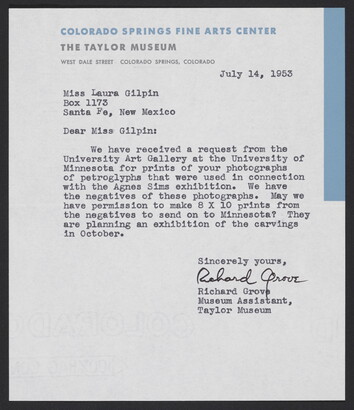 COLORADO SPRINGS FINE ARTS CENTER
THE TAYLOR MUSEUM
WEST DALE STREET COLORADO SPRINGS, COLORADO
July 14, 1953
Miss Laura Gilpin
Box 1173
Santa Fe, New Mexico
Dear Miss Gilpin:
We have received a request from the
University Art Gallery at the University of
Minnesota for prints of your photographs
of petroglyphs that were used in connection
with the Agnes Sims exhibition. We have
the negatives of these photographs. May we
have permission to make 8 X 10 prints from
the negatives to send on to Minnesota? They
are planning an exhibition of the carvings
in October.
Sincerely yours,
Richard Grove
Richard Grove
Museum Assistant,
Taylor Museum